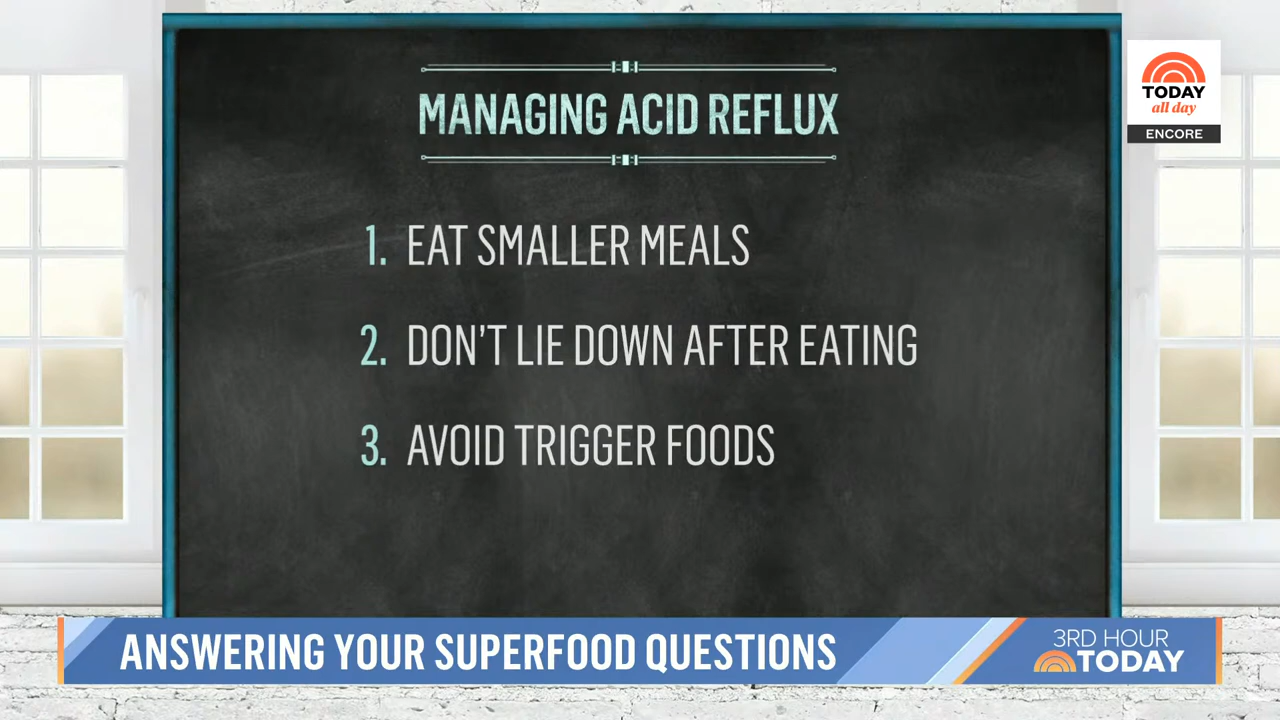 MANAGING ACID REFLUX
1. EAT SMALLER MEALS
2. DON'T LIE DOWN AFTER EATING
3. AVOID TRIGGER FOODS
TODAY
all day
ENCORE
ANSWERING YOUR SUPERFOOD QUESTIONS
3RD HOUR
TODAY